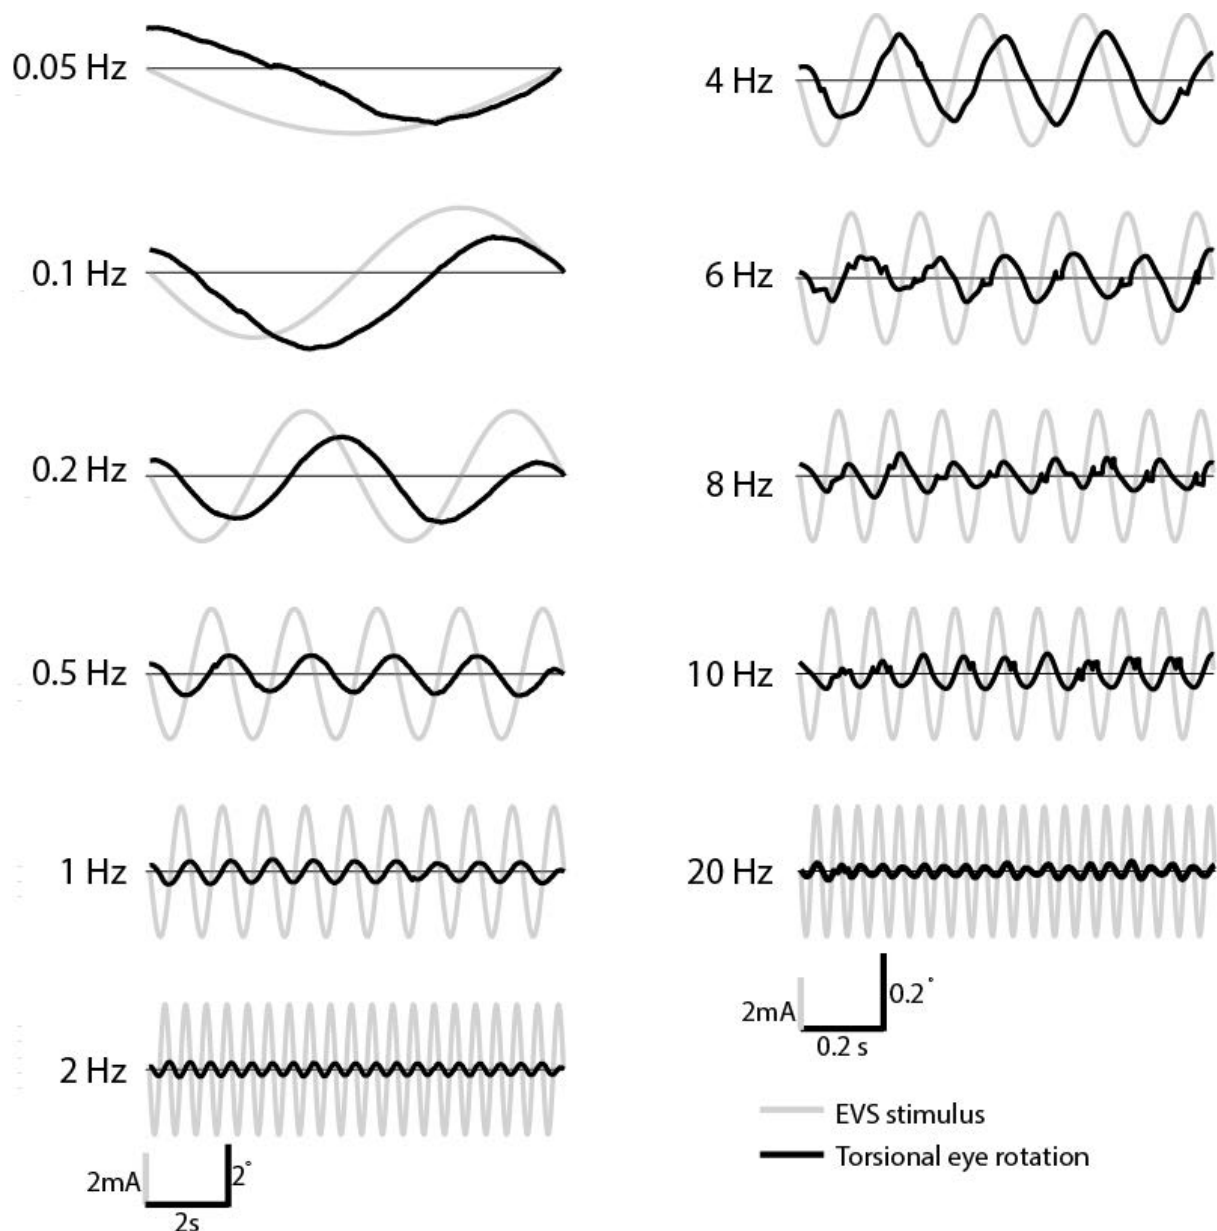 0.05 Hz
0.1 Hz
0.2 Hz
0.5 Hz
1 Hz
2 Hz
2mA
2°
2s
4 Hz
6 Hz
8 Hz
10 Hz
20 Hz
2mA
0.2°
0.2 s
EVS stimulus
Torsional eye rotation